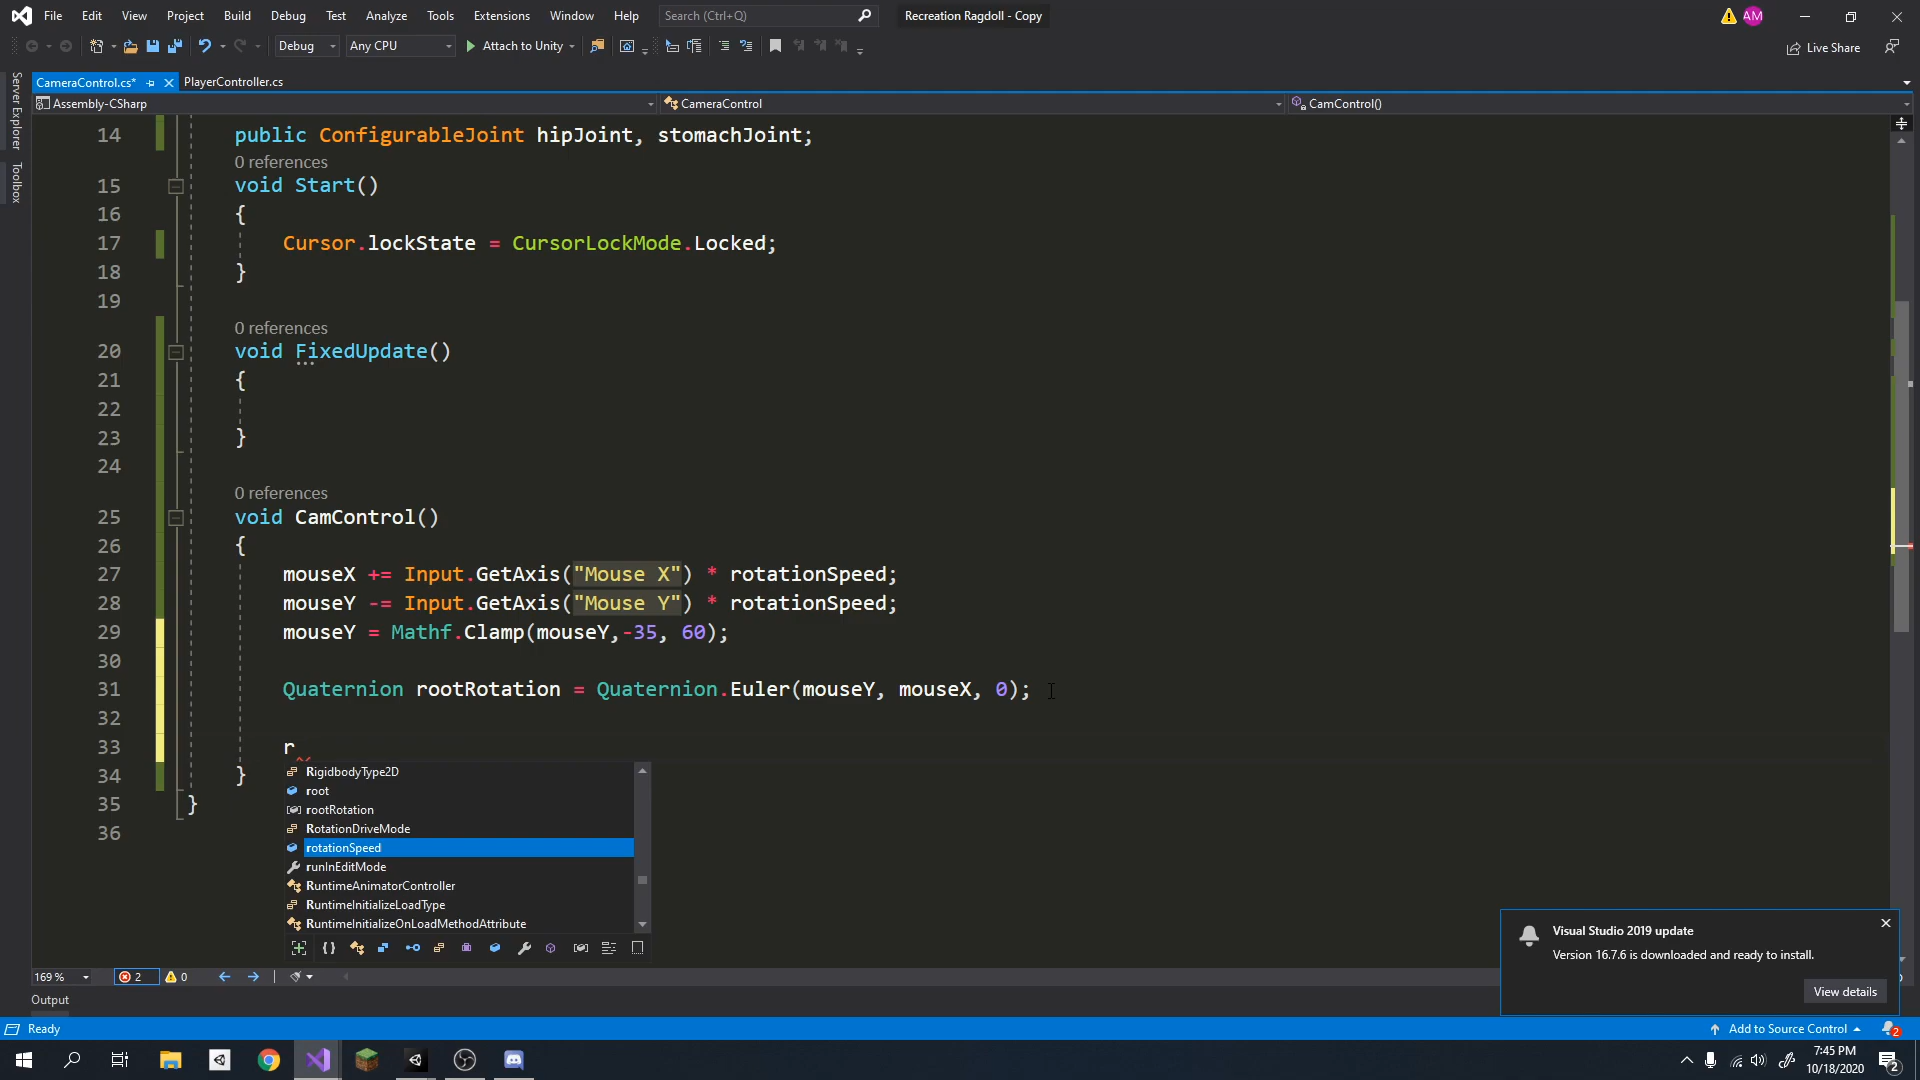 File Edit View Project Build Debug Test Analyze Tools Extensions Window Help Search (Ctrl+Q) Recreation Ragdoll - Copy AM
Debug Any CPU Attach to Unity Live Share
CameraControl.cs* PlayerController.cs
Assembly-CSharp CameraControl CamControl()
Server Explorer
Toolbox
14 public ConfigurableJoint hipJoint, stomachJoint;
0 references
15 void Start()
16 {
17 Cursor.lockState = CursorLockMode.Locked;
18 }
19
0 references
20 void FixedUpdate()
21 {
22
23 }
24
0 references
25 void CamControl()
26 {
27 mouseX += Input.GetAxis("Mouse X") * rotationSpeed;
28 mouseY -= Input.GetAxis("Mouse Y") * rotationSpeed;
29 mouseY = Mathf.Clamp(mouseY,-35, 60);
30
31 Quaternion rootRotation = Quaternion.Euler(mouseY, mouseX, 0);
32
33 r
34 }
35 }
36
RigidbodyType2D
root
rootRotation
RotationDriveMode
rotationSpeed
runInEditMode
RuntimeAnimatorController
RuntimeInitializeLoadType
RuntimeInitializeOnLoadMethodAttribute
Visual Studio 2019 update
Version 16.7.6 is downloaded and ready to install.
View details
169 % 2 0
Output
Ready Add to Source Control 2
7:45 PM
10/18/2020 2